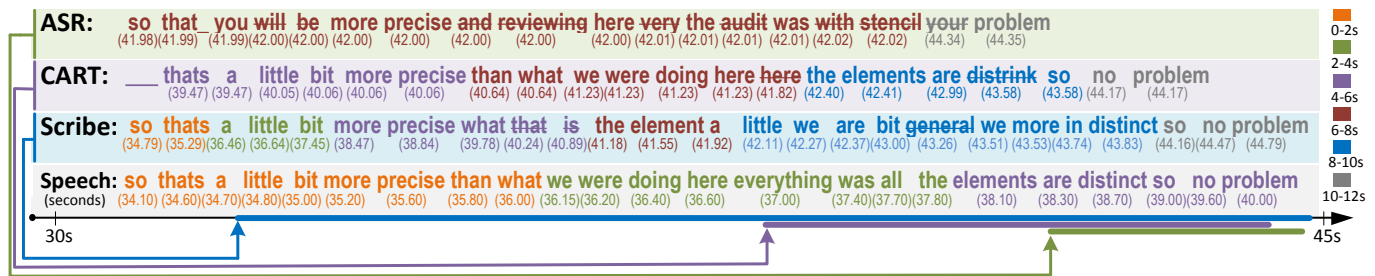 ASR: so that_ you will be more precise and reviewing here very the audit was with stencil your problem
(41.98)(41.99) (41.99)(42.00)(42.00) (42.00) (42.00) (42.00) (42.00) (42.00) (42.01) (42.01) (42.01) (42.01) (42.02) (42.02) (44.34) (44.35)
0-2s
2-4s
CART: ___ thats a little bit more precise than what we were doing here here the elements are distrink so no problem
(39.47) (39.47) (40.05) (40.06) (40.06) (40.06) (40.64) (40.64) (41.23)(41.23) (41.23) (41.23) (41.82) (42.40) (42.41) (42.99) (43.58) (43.58) (44.17) (44.17)
4-6s
6-8s
Scribe: so thats a little bit more precise what that is the element a little we are bit general we more in distinct so no problem
(34.79) (35.29)(36.46) (36.64)(37.45) (38.47) (38.84) (39.78) (40.24) (40.89)(41.18) (41.55) (41.92) (42.11) (42.27) (42.37)(43.00) (43.26) (43.51) (43.53)(43.74) (43.83) (44.16)(44.47) (44.79)
8-10s
10-12s
Speech: so thats a little bit more precise than what we were doing here everything was all the elements are distinct so no problem
(seconds) (34.10) (34.60)(34.70)(34.80)(35.00) (35.20) (35.60) (35.80) (36.00) (36.15)(36.20) (36.40) (36.60) (37.00) (37.40)(37.70)(37.80) (38.10) (38.30) (38.70) (39.00)(39.60) (40.00)
30s 45s